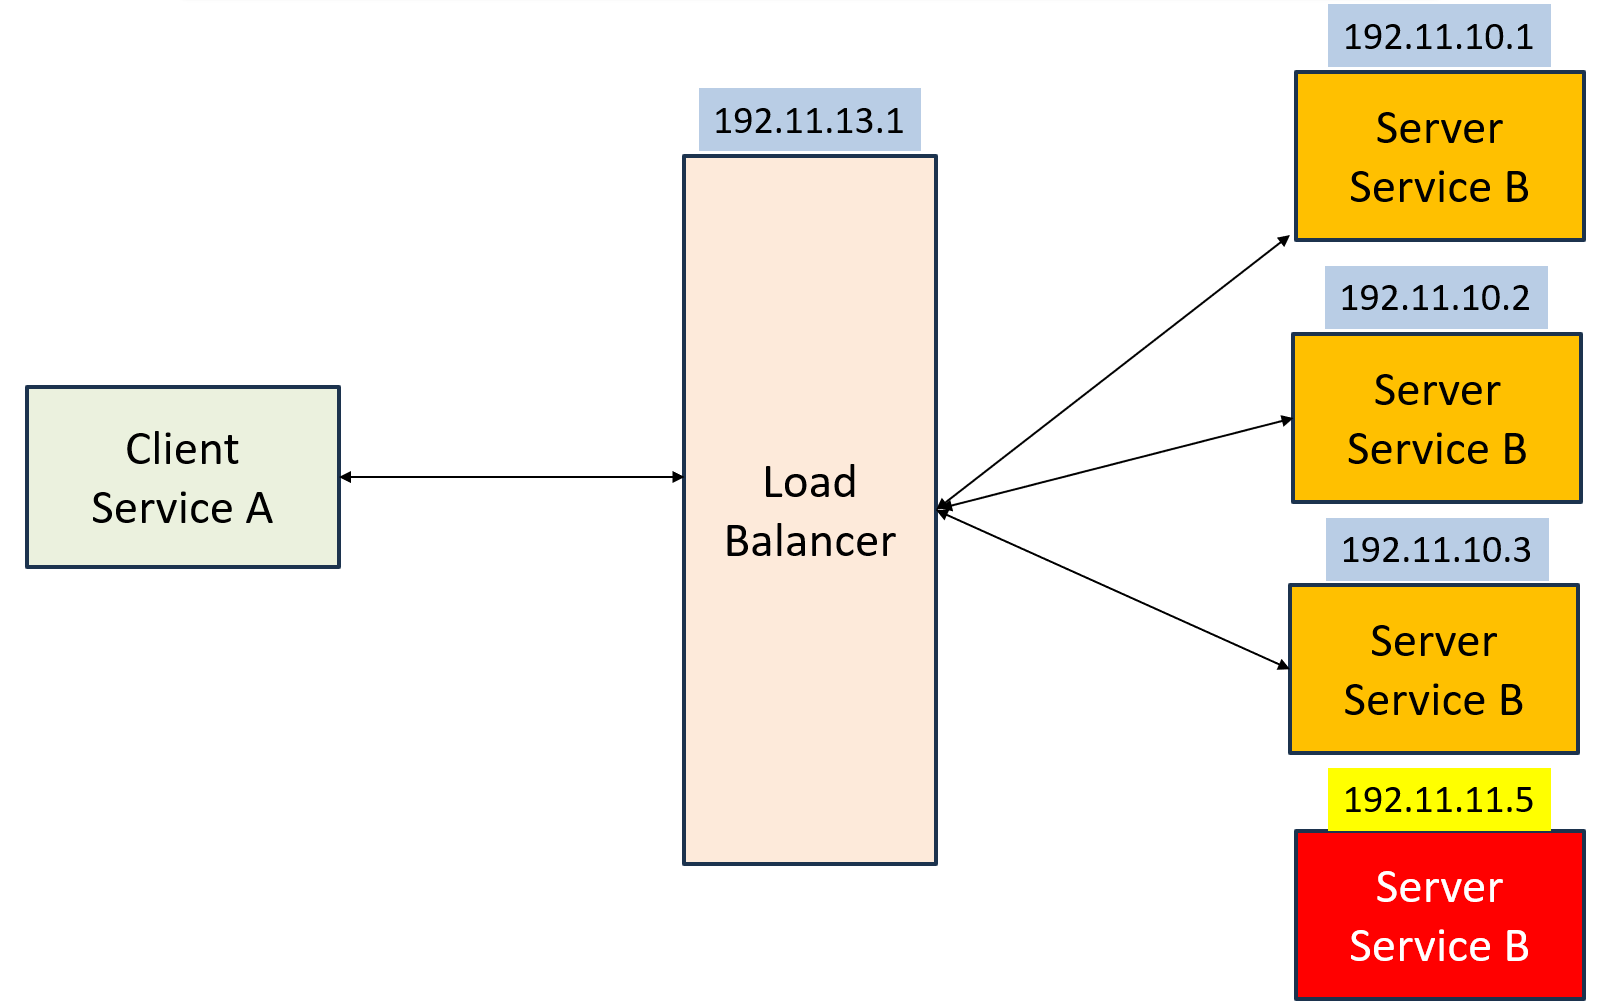 192.11.10.1
Server
Service B
192.11.13.1
192.11.10.2
Server
Service B
Client
Service A
Load
Balancer
192.11.10.3
Server
Service B
192.11.11.5
Server
Service B